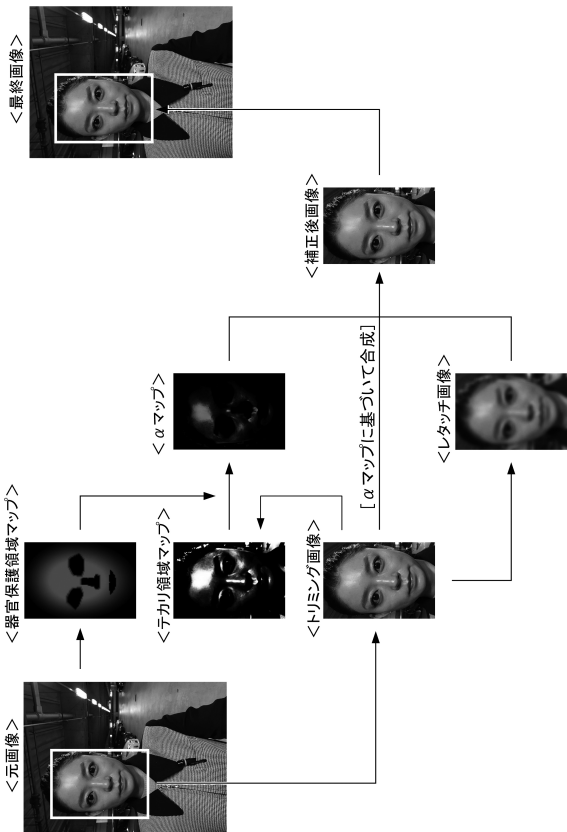 ＜元画像＞
＜器官保護領域マップ＞
＜テカリ領域マップ＞
＜トリミング画像＞
＜αマップ＞
［αマップに基づいて合成］
＜レタッチ画像＞
＜補正後画像＞
＜最終画像＞